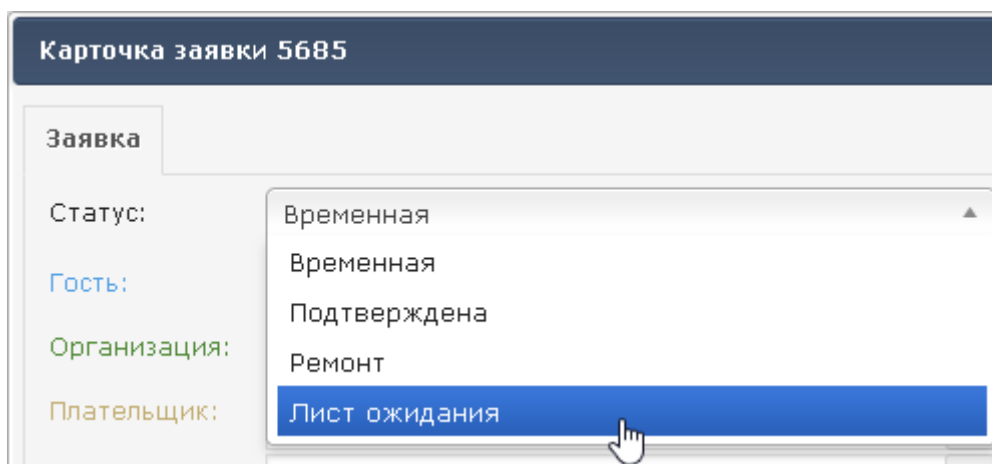 Карточка заявки 5685
Заявка
Статус: Временная
Временная
Гость:
Подтверждена
Организация:
Ремонт
Плательщик:
Лист ожидания